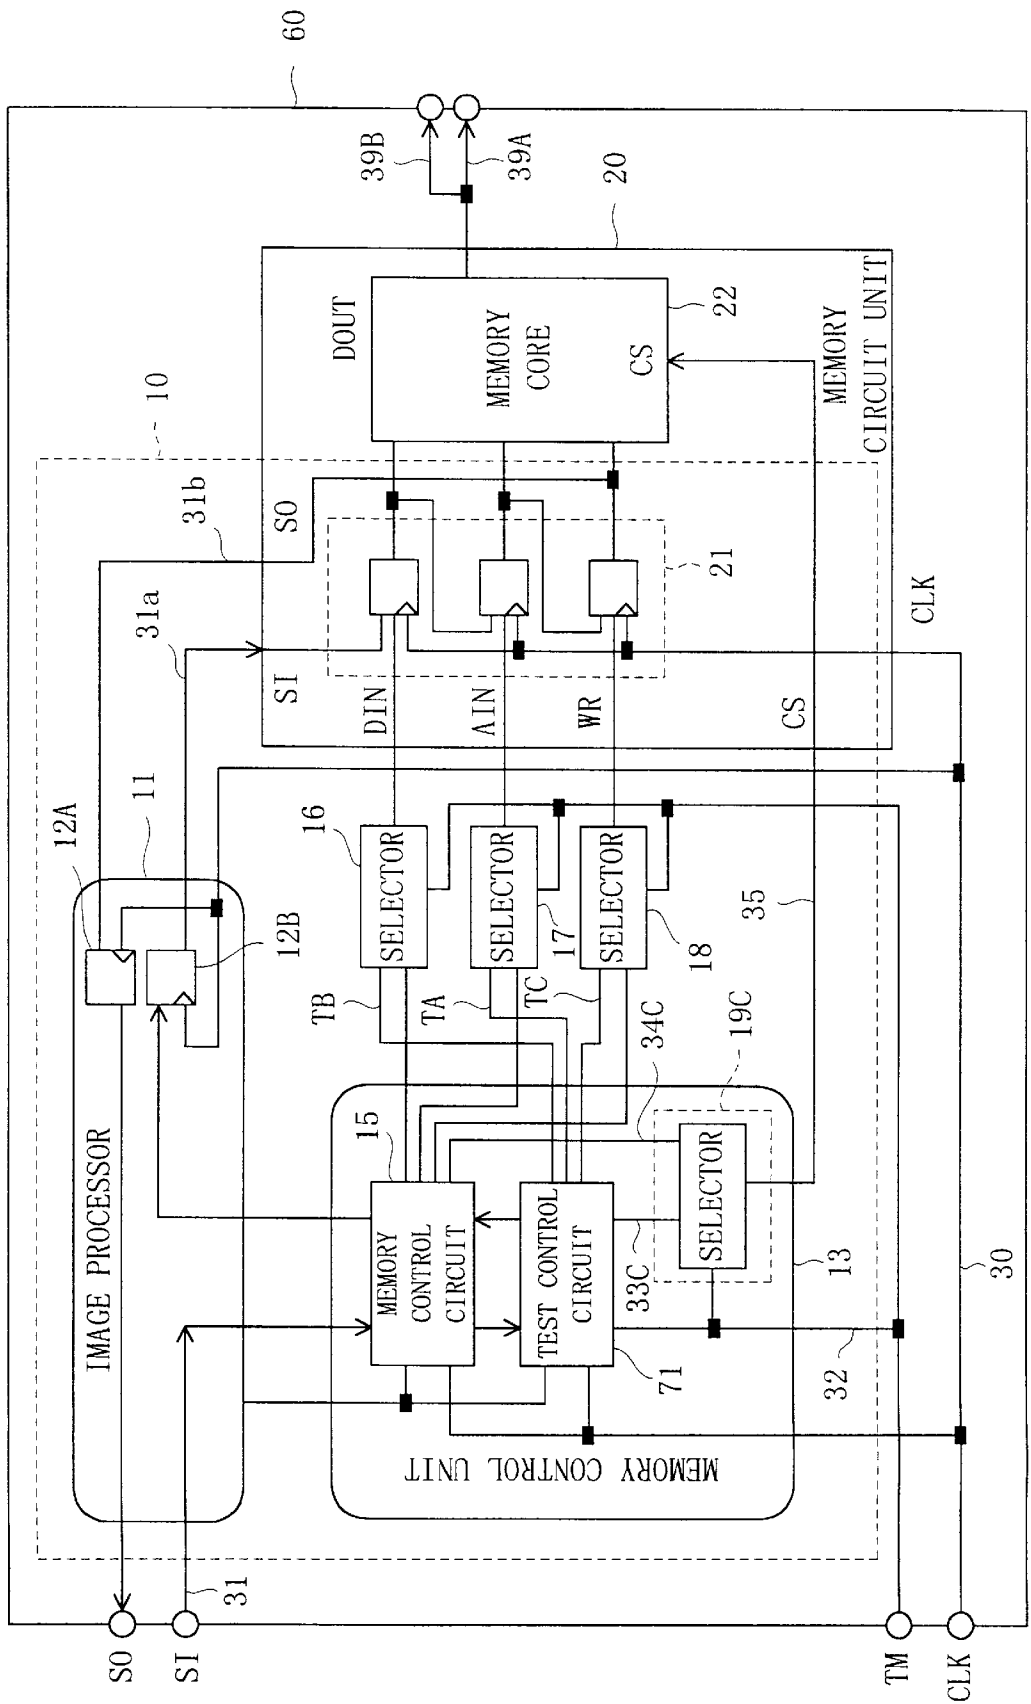 60
39B
39A
20
MEMORY
CIRCUIT UNIT
DOUT
MEMORY
CORE
CS
22
10
31b
SO
31a
SI
21
CLK
DIN
AIN
WR
CS
12A
11
12B
16
SELECTOR
SELECTOR
17
SELECTOR
18
35
TB
TA
TC
34C
19C
IMAGE PROCESSOR
15
MEMORY
CONTROL
CIRCUIT
TEST CONTROL
CIRCUIT
71
33C
SELECTOR
13
30
32
MEMORY CONTROL UNIT
31
SO
SI
TM
CLK